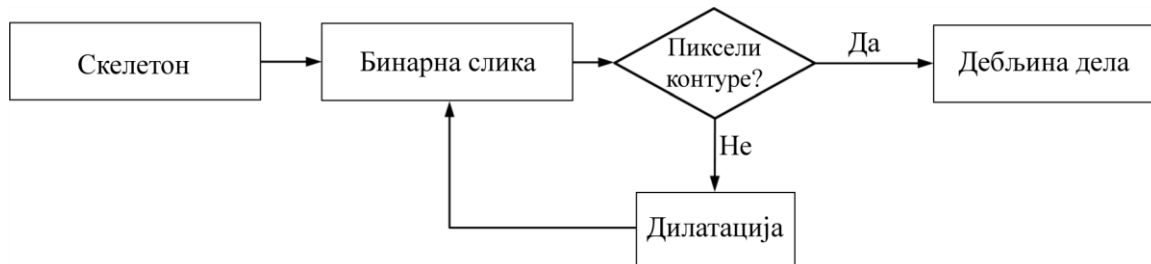 Скелетон
Бинарна слика
Пиксели
контуре?
Да
Дебљина дела
Не
Дилатација